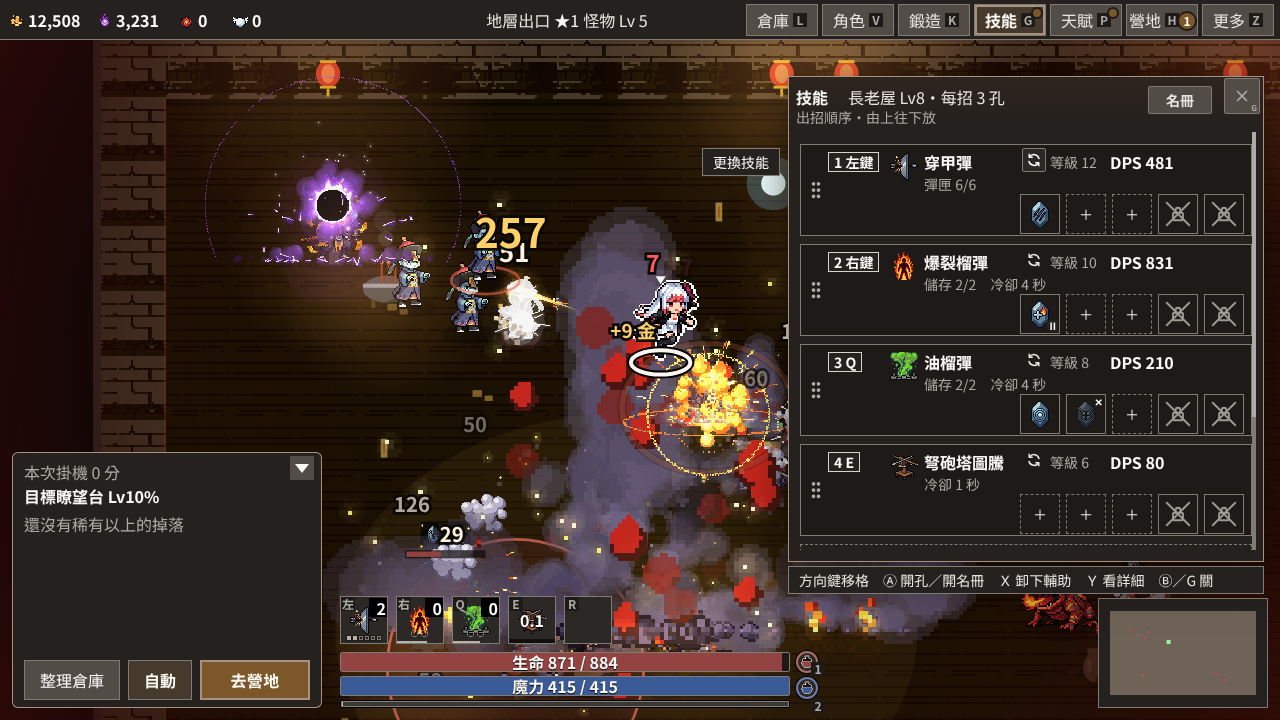 12,508 3,231 0 0
地層出口 ★1 怪物 Lv 5
倉庫 L 角色 V 鍛造 K 技能 G 天賦 P 營地 H 1 更多 Z
技能 長老屋 Lv8・每招 3 孔
出招順序・由上往下放
名冊
G
更換技能
1 左鍵 穿甲彈 等級 12 DPS 481
彈匣 6/6
2 右鍵 爆裂榴彈 等級 10 DPS 831
儲存 2/2 冷卻 4 秒
3 Q 油榴彈 等級 8 DPS 210
儲存 2/2 冷卻 4 秒
4 E 弩砲塔圖騰 等級 6 DPS 80
冷卻 1 秒
方向鍵移格 Ⓐ 開孔／開名冊 X 卸下輔助 Y 看詳細 Ⓑ／G 關
257
51
7
+9 金
60
50
126
29
本次掛機 0 分
目標瞭望台 Lv10%
還沒有稀有以上的掉落
整理倉庫 自動 去營地
左 2 右 0 Q 0 E 0.1 R
生命 871 / 884
1
魔力 415 / 415
2